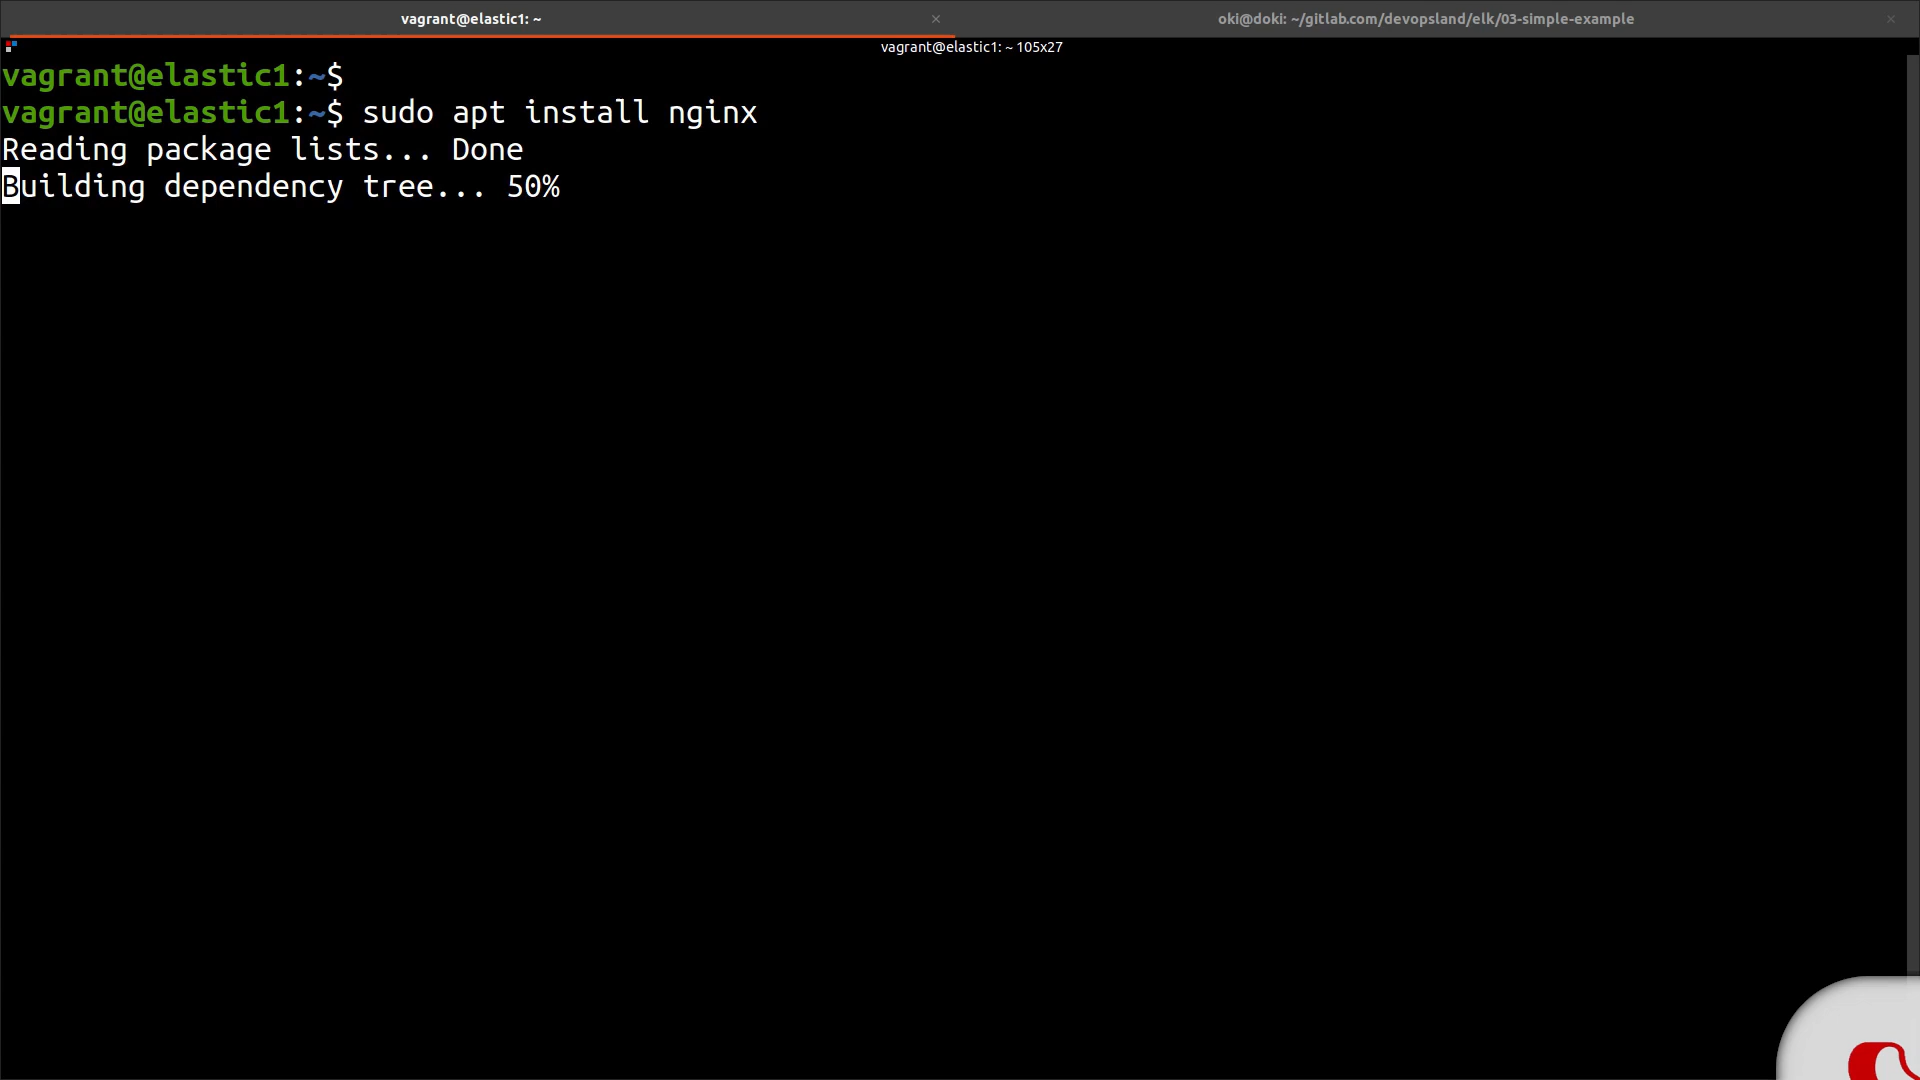 vagrant@elastic1: ~ ×
oki@doki: ~/gitlab.com/devopsland/elk/03-simple-example ×
vagrant@elastic1: ~ 105x27
vagrant@elastic1:~$
vagrant@elastic1:~$ sudo apt install nginx
Reading package lists... Done
Building dependency tree... 50%